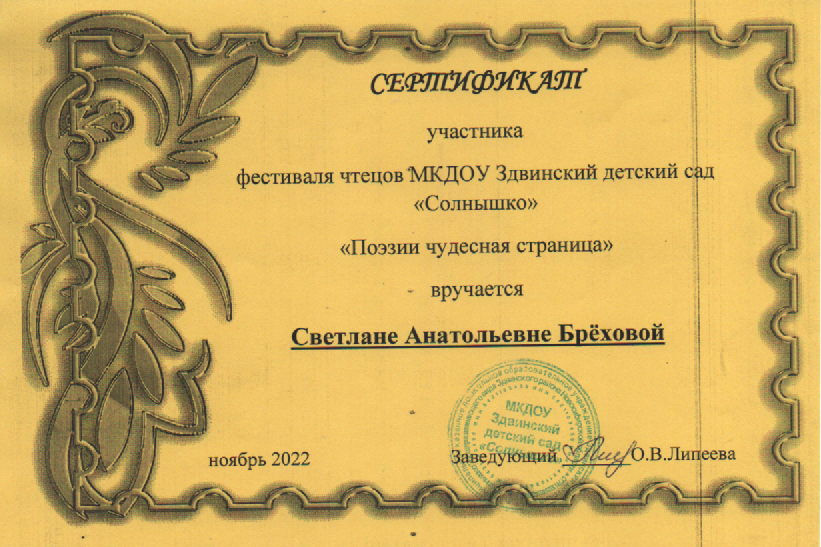 СЕРТИФИКАТ
участника
фестиваля чтецов МКДОУ Здвинский детский сад
«Солнышко»
«Поэзии чудесная страница»
вручается
Светлане Анатольевне Брёховой
МКДОУ
Здвинский
детский сад
«Солнышко»
ноябрь 2022
Заведующий О.В.Липеева